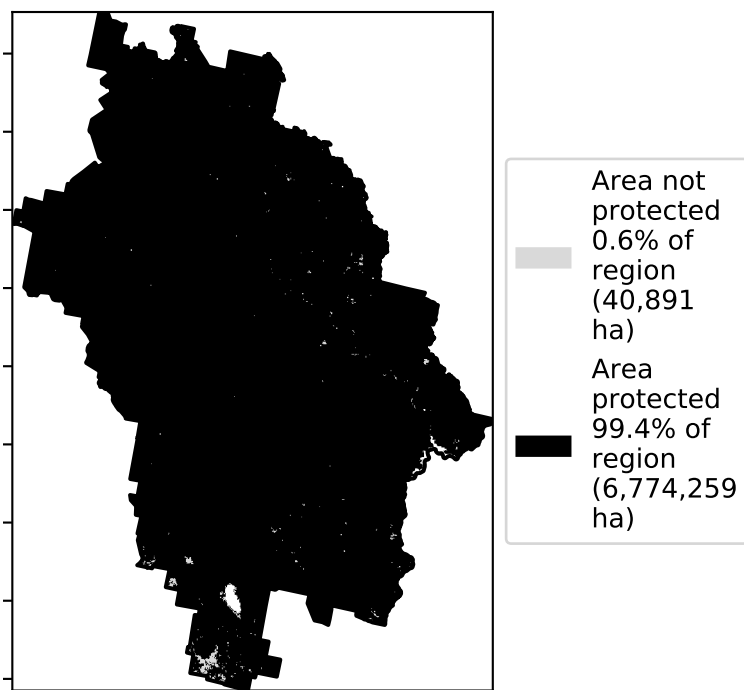 Area not
protected
0.6% of
region
(40,891
ha)
Area
protected
99.4% of
region
(6,774,259
ha)